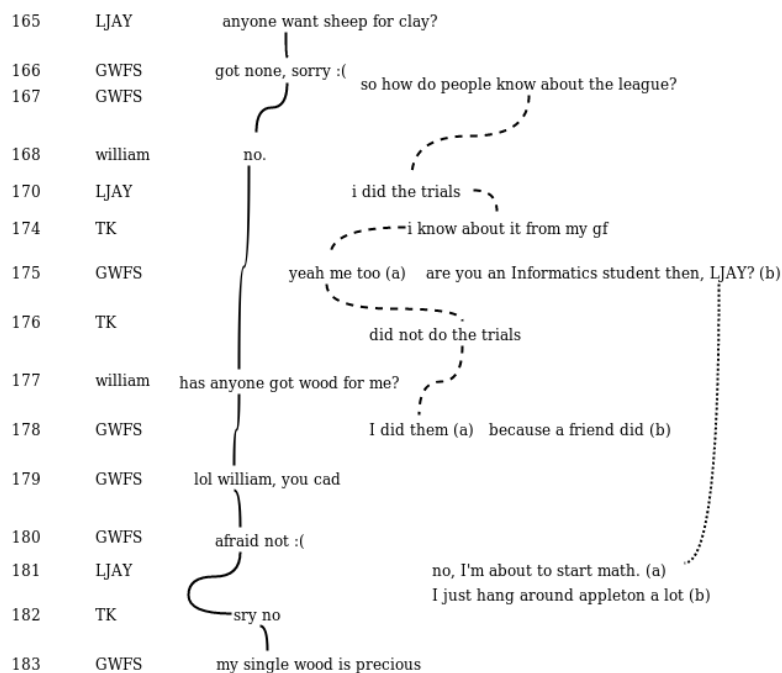 165 LJAY anyone want sheep for clay?
166 GWFS got none, sorry :(
167 GWFS so how do people know about the league?
168 william no.
170 LJAY i did the trials
174 TK i know about it from my gf
175 GWFS yeah me too (a) are you an Informatics student then, LJAY? (b)
176 TK did not do the trials
177 william has anyone got wood for me?
178 GWFS I did them (a) because a friend did (b)
179 GWFS lol william, you cad
180 GWFS afraid not :(
181 LJAY no, I'm about to start math. (a)
I just hang around appleton a lot (b)
182 TK sry no
183 GWFS my single wood is precious